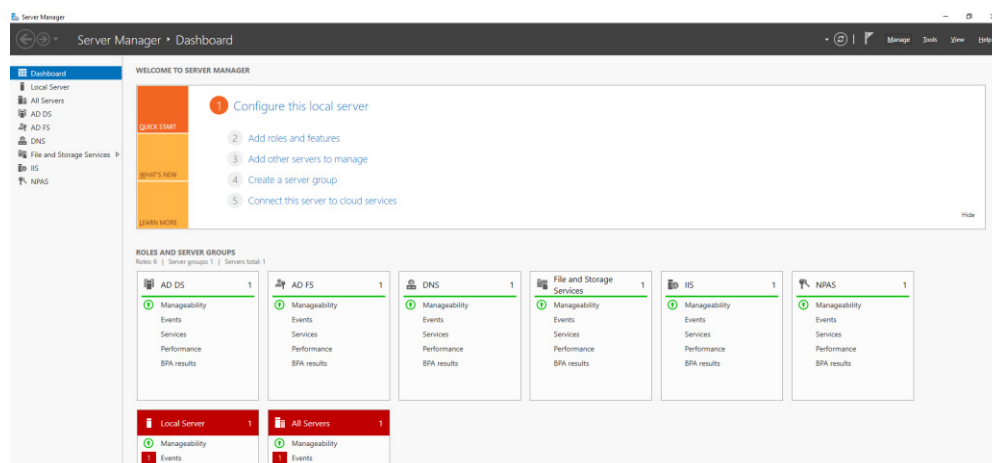 Server Manager
Server Manager • Dashboard
Manage Tools View Help
Dashboard
Local Server
All Servers
AD DS
AD FS
DNS
File and Storage Services
IIS
NPAS
WELCOME TO SERVER MANAGER
QUICK START
WHAT'S NEW
LEARN MORE
1 Configure this local server
2 Add roles and features
3 Add other servers to manage
4 Create a server group
5 Connect this server to cloud services
Hide
ROLES AND SERVER GROUPS
Roles: 6 | Server groups: 1 | Servers total: 1
AD DS 1
Manageability
Events
Services
Performance
BPA results
AD FS 1
Manageability
Events
Services
Performance
BPA results
DNS 1
Manageability
Events
Services
Performance
BPA results
File and Storage
Services 1
Manageability
Events
Services
Performance
BPA results
IIS 1
Manageability
Events
Services
Performance
BPA results
NPAS 1
Manageability
Events
Services
Performance
BPA results
Local Server 1
Manageability
1 Events
All Servers 1
Manageability
1 Events